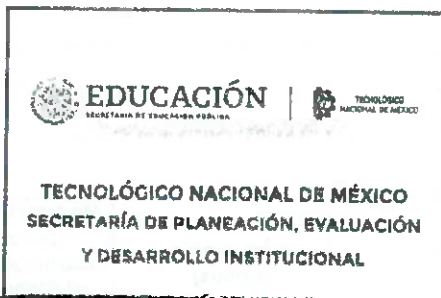 EDUCACIÓN
SECRETARÍA DE EDUCACIÓN PÚBLICA
TECNOLÓGICO
NACIONAL DE MÉXICO
TECNOLÓGICO NACIONAL DE MÉXICO
SECRETARÍA DE PLANEACIÓN, EVALUACIÓN
Y DESARROLLO INSTITUCIONAL